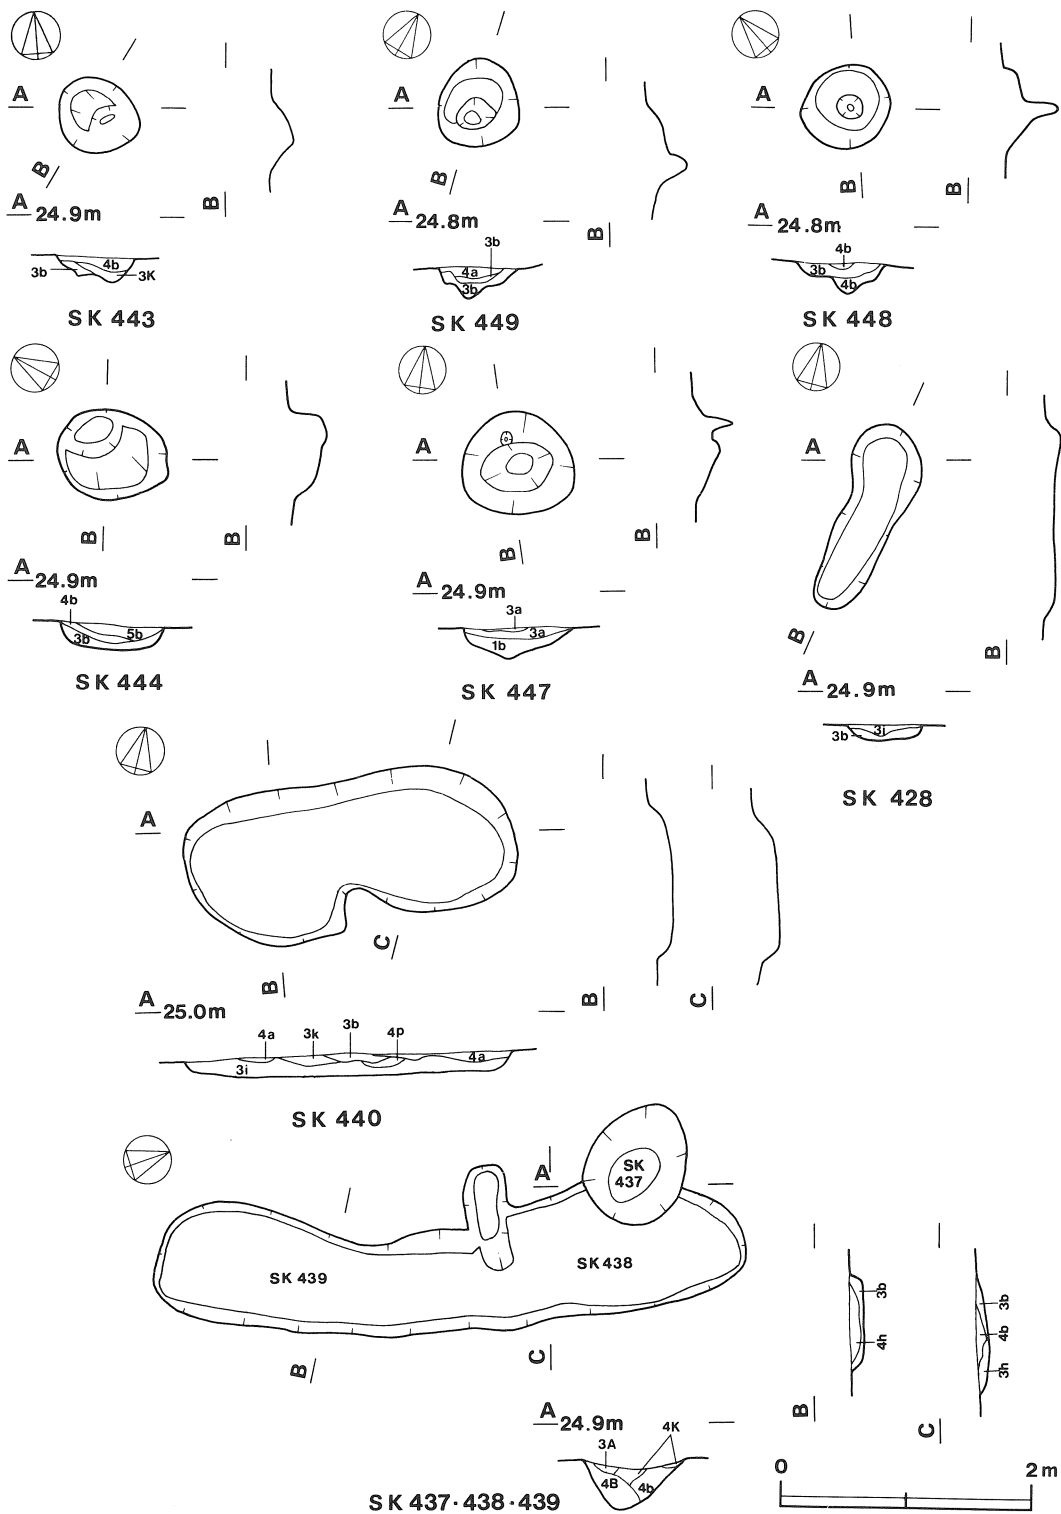 A
B
B
A 24.9m
3b
4b
3K
SK 443
A
B
B
A 24.8m
3b
4a
3b
SK 449
A
B
B
A 24.8m
4b
3b
4b
SK 448
A
B
B
A 24.9m
4b
3b
5b
SK 444
A
B
B
A 24.9m
3a
3a
1b
SK 447
A
B
B
A 24.9m
3i
3b
SK 428
A
C
B
B
C
A 25.0m
4a
3k
3b
4p
4a
3i
SK 440
A
SK
437
SK 439
SK 438
B
C
3b
4h
B
3b
4b
3h
C
A 24.9m
4K
3A
4B
4b
SK 437・438・439
0
2m